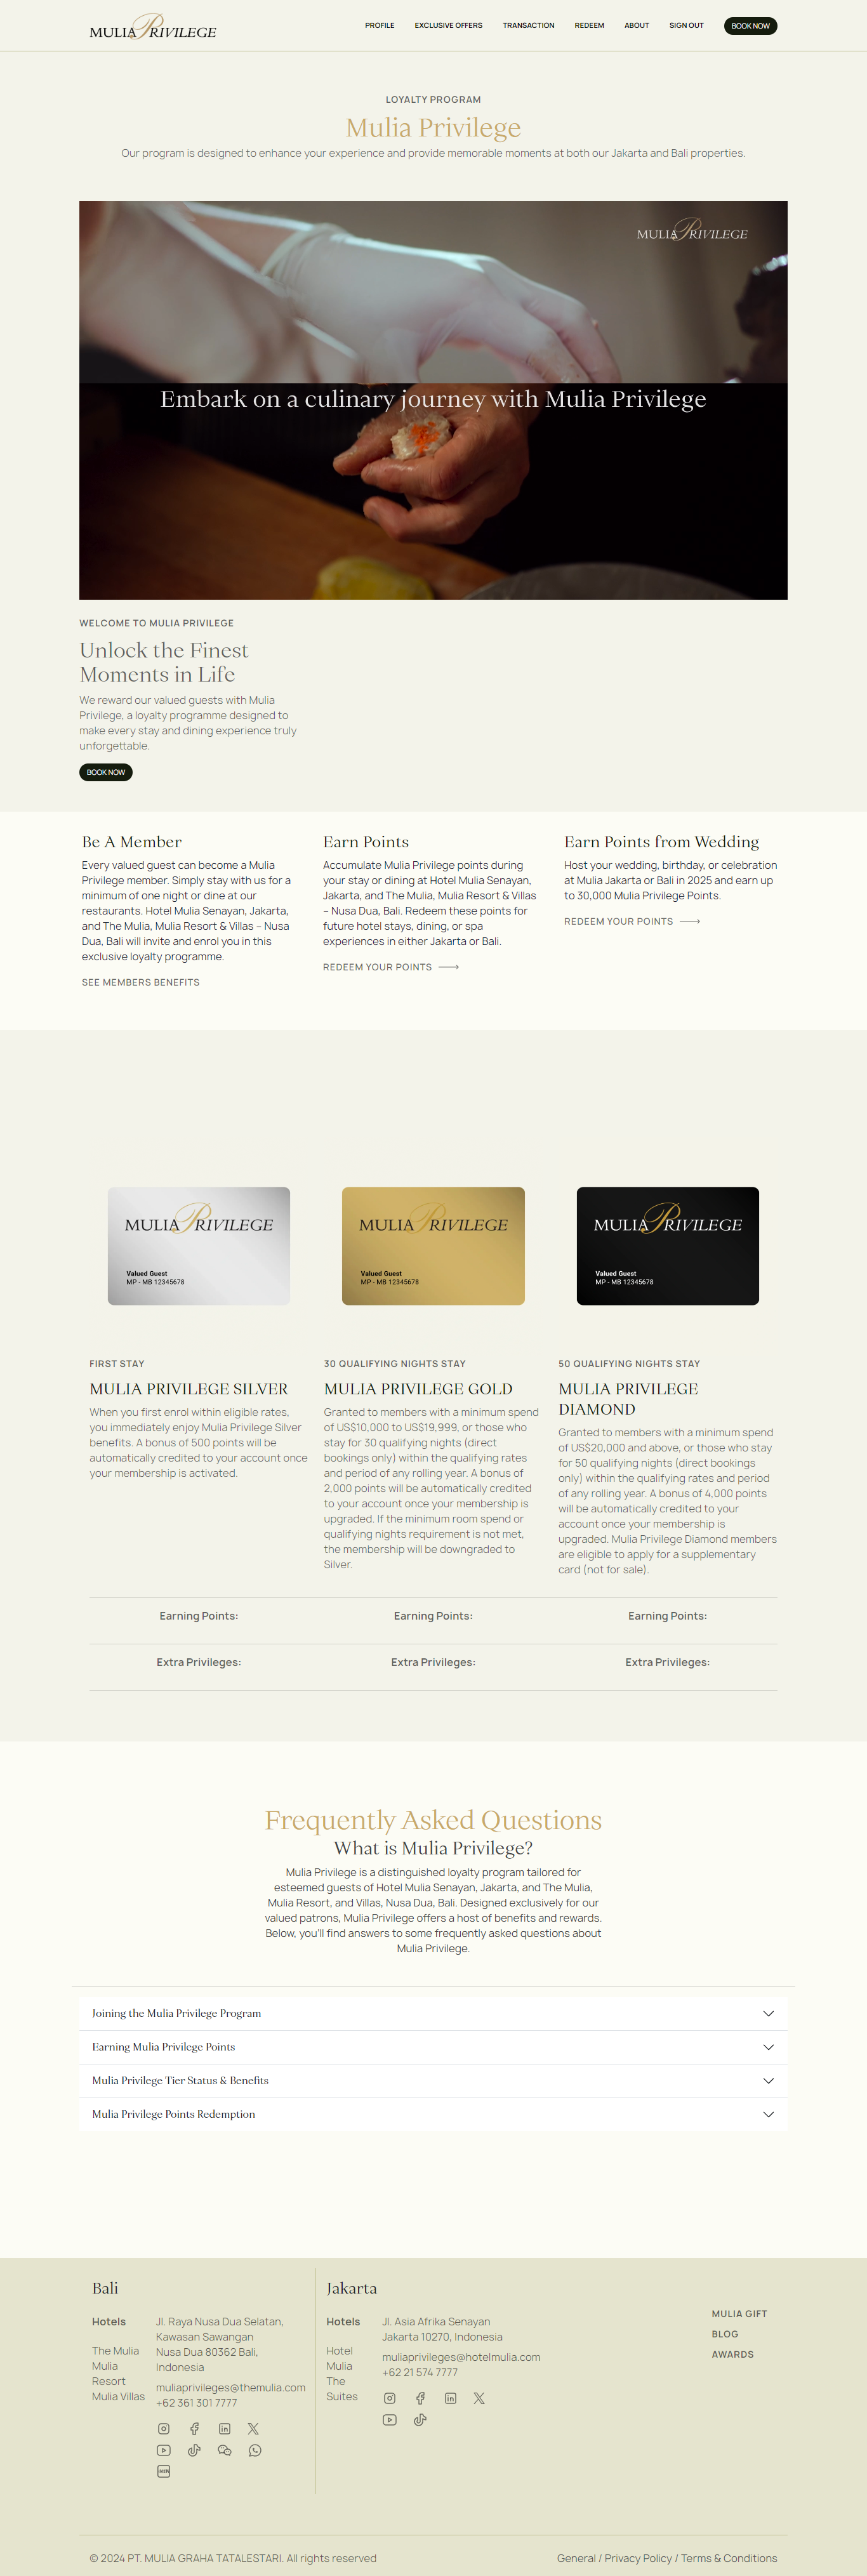 MULIA PRIVILEGE
PROFILE
EXCLUSIVE OFFERS
TRANSACTION
REDEEM
ABOUT
SIGN OUT
BOOK NOW
LOYALTY PROGRAM
Mulia Privilege
Our program is designed to enhance your experience and provide memorable moments at both our Jakarta and Bali properties.
MULIA PRIVILEGE
Embark on a culinary journey with Mulia Privilege
WELCOME TO MULIA PRIVILEGE
Unlock the Finest
Moments in Life
We reward our valued guests with Mulia
Privilege, a loyalty programme designed to
make every stay and dining experience truly
unforgettable.
BOOK NOW
Be A Member
Every valued guest can become a Mulia
Privilege member. Simply stay with us for a
minimum of one night or dine at our
restaurants. Hotel Mulia Senayan, Jakarta,
and The Mulia, Mulia Resort & Villas – Nusa
Dua, Bali will invite and enrol you in this
exclusive loyalty programme.
SEE MEMBERS BENEFITS
Earn Points
Accumulate Mulia Privilege points during
your stay or dining at Hotel Mulia Senayan,
Jakarta, and The Mulia, Mulia Resort & Villas
– Nusa Dua, Bali. Redeem these points for
future hotel stays, dining, or spa
experiences in either Jakarta or Bali.
REDEEM YOUR POINTS
Earn Points from Wedding
Host your wedding, birthday, or celebration
at Mulia Jakarta or Bali in 2025 and earn up
to 30,000 Mulia Privilege Points.
REDEEM YOUR POINTS
MULIA PRIVILEGE
Valued Guest
MP - MB 12345678
MULIA PRIVILEGE
Valued Guest
MP - MB 12345678
MULIA PRIVILEGE
Valued Guest
MP - MB 12345678
FIRST STAY
MULIA PRIVILEGE SILVER
When you first enrol within eligible rates,
you immediately enjoy Mulia Privilege Silver
benefits. A bonus of 500 points will be
automatically credited to your account once
your membership is activated.
30 QUALIFYING NIGHTS STAY
MULIA PRIVILEGE GOLD
Granted to members with a minimum spend
of US$10,000 to US$19,999, or those who
stay for 30 qualifying nights (direct
bookings only) within the qualifying rates
and period of any rolling year. A bonus of
2,000 points will be automatically credited
to your account once your membership is
upgraded. If the minimum room spend or
qualifying nights requirement is not met,
the membership will be downgraded to
Silver.
50 QUALIFYING NIGHTS STAY
MULIA PRIVILEGE
DIAMOND
Granted to members with a minimum spend
of US$20,000 and above, or those who stay
for 50 qualifying nights (direct bookings
only) within the qualifying rates and period
of any rolling year. A bonus of 4,000 points
will be automatically credited to your
account once your membership is
upgraded. Mulia Privilege Diamond members
are eligible to apply for a supplementary
card (not for sale).
Earning Points:
Earning Points:
Earning Points:
Extra Privileges:
Extra Privileges:
Extra Privileges:
Frequently Asked Questions
What is Mulia Privilege?
Mulia Privilege is a distinguished loyalty program tailored for
esteemed guests of Hotel Mulia Senayan, Jakarta, and The Mulia,
Mulia Resort, and Villas, Nusa Dua, Bali. Designed exclusively for our
valued patrons, Mulia Privilege offers a host of benefits and rewards.
Below, you'll find answers to some frequently asked questions about
Mulia Privilege.
Joining the Mulia Privilege Program
Earning Mulia Privilege Points
Mulia Privilege Tier Status & Benefits
Mulia Privilege Points Redemption
Bali
Hotels
The Mulia
Mulia
Resort
Mulia Villas
Jl. Raya Nusa Dua Selatan,
Kawasan Sawangan
Nusa Dua 80362 Bali,
Indonesia
muliaprivileges@themulia.com
+62 361 301 7777
Jakarta
Hotels
Hotel
Mulia
The
Suites
Jl. Asia Afrika Senayan
Jakarta 10270, Indonesia
muliaprivileges@hotelmulia.com
+62 21 574 7777
MULIA GIFT
BLOG
AWARDS
© 2024 PT. MULIA GRAHA TATALESTARI. All rights reserved
General / Privacy Policy / Terms & Conditions